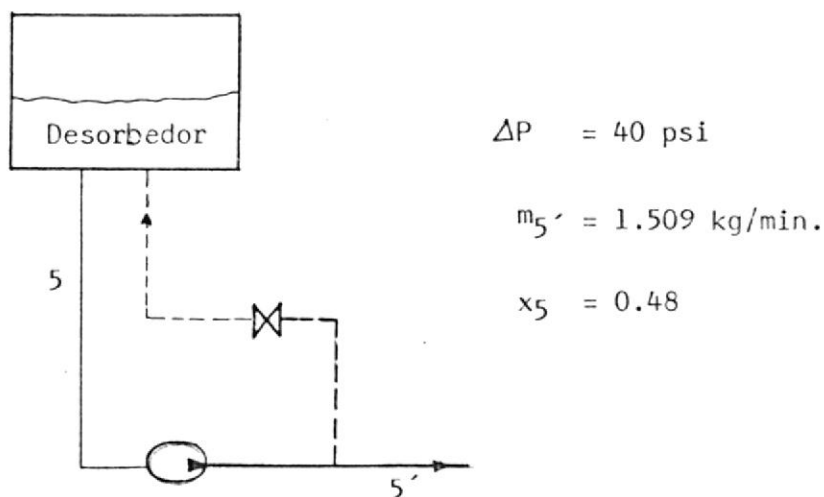 Desorbedor
ΔP = 40 psi
m5´ = 1.509 kg/min.
5
x5 = 0.48
5´